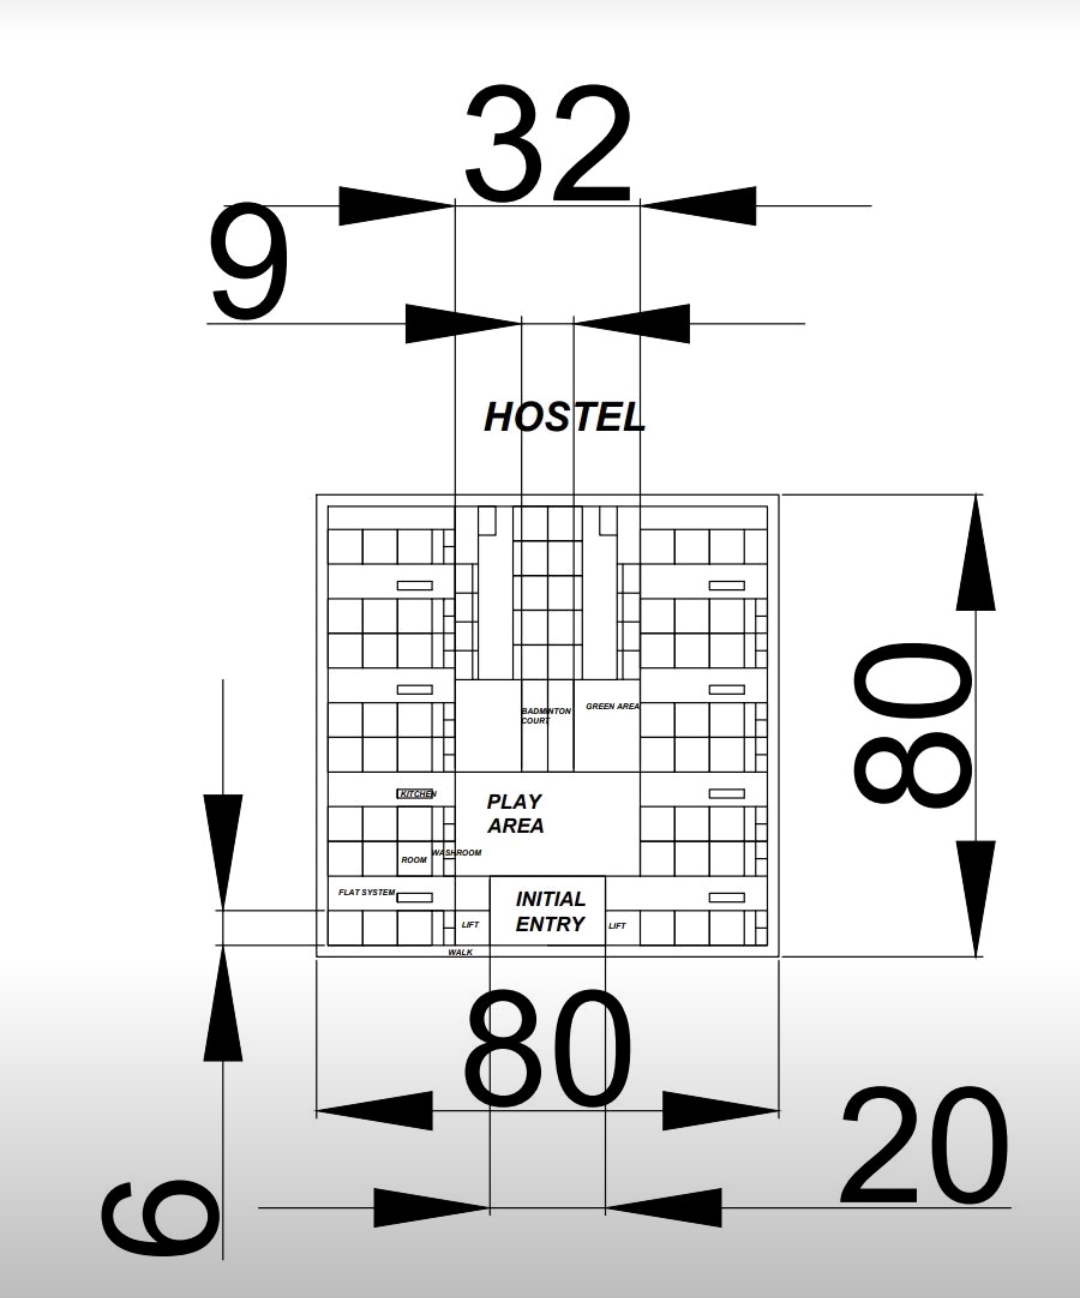 32
9
HOSTEL
BADMINTON
COURT
GREEN AREA
80
KITCHEN
PLAY
AREA
WASHROOM
ROOM
FLAT SYSTEM
INITIAL
ENTRY
LIFT
LIFT
WALK
80
20
6